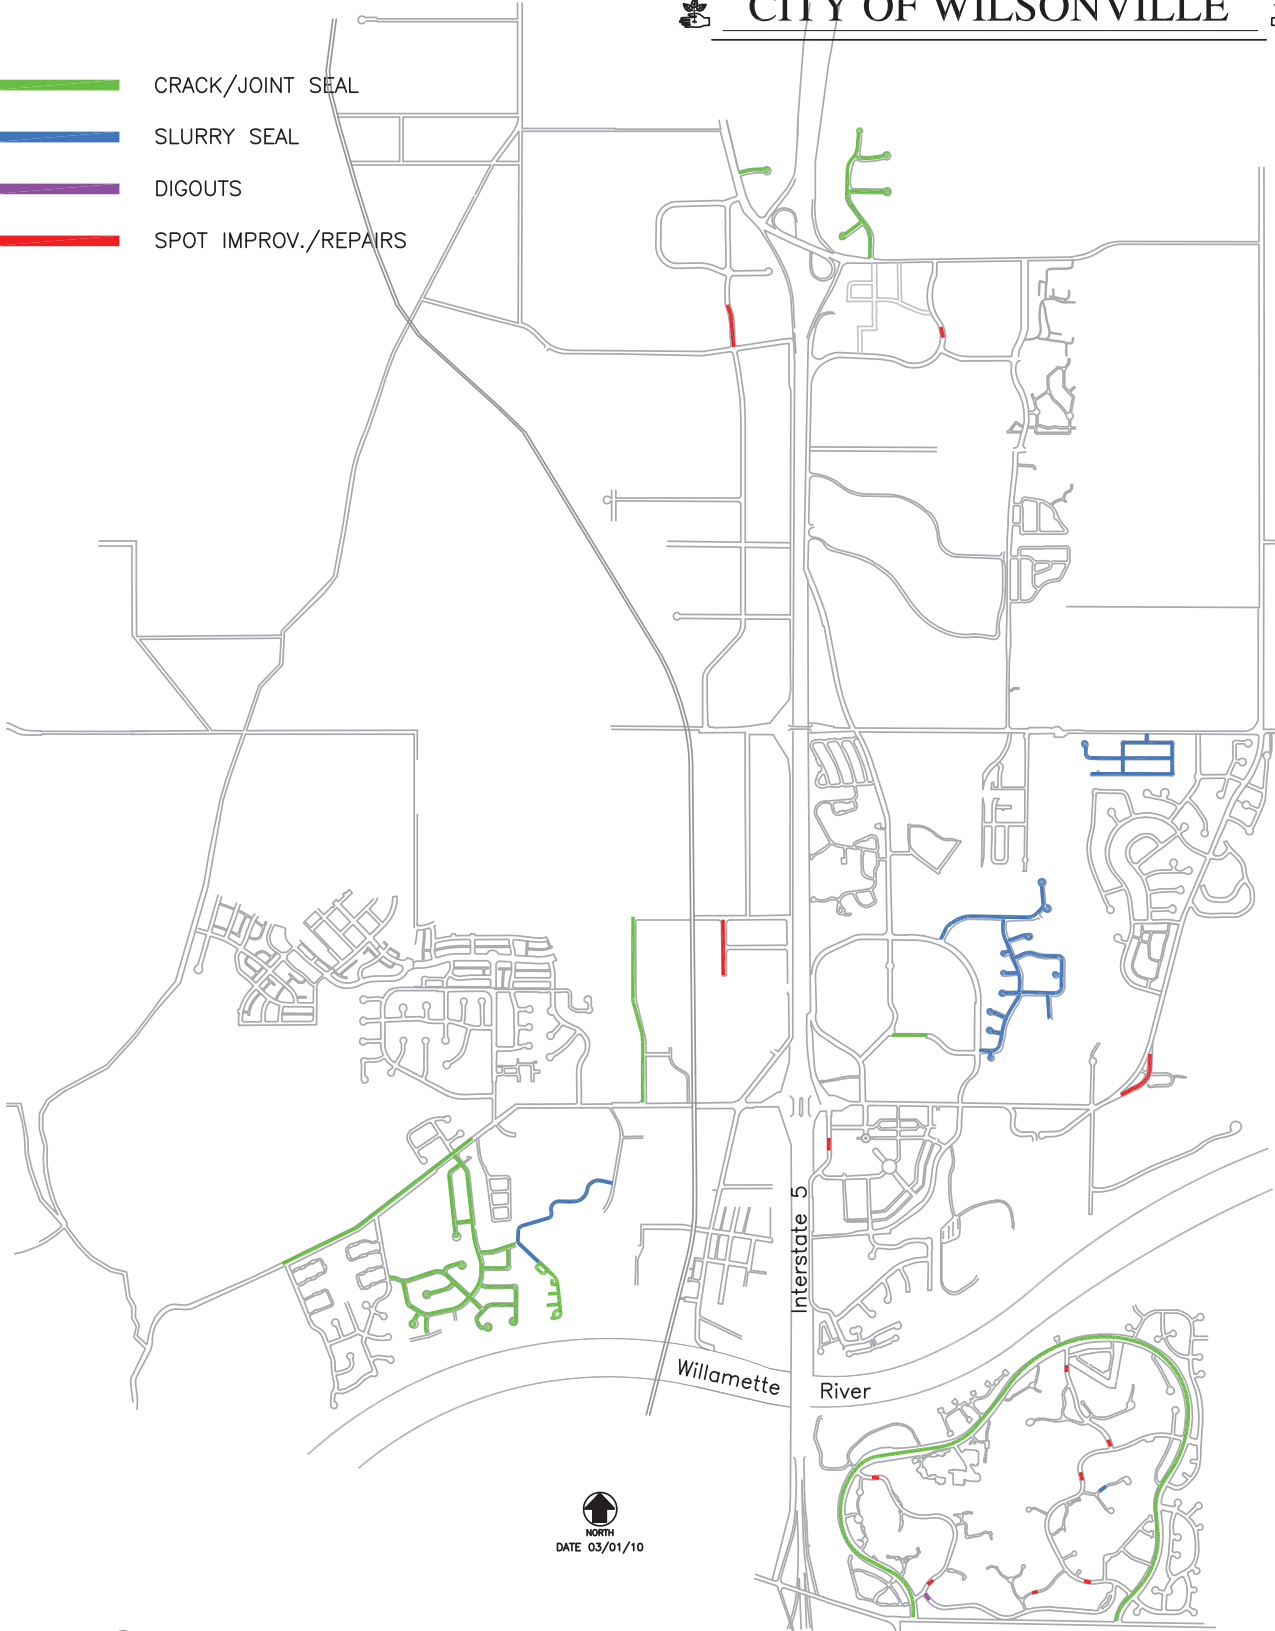 CITY OF WILSONVILLE
CRACK/JOINT SEAL
SLURRY SEAL
DIGOUTS
SPOT IMPROV./REPAIRS
Interstate 5
Willamette River
NORTH
DATE 03/01/10